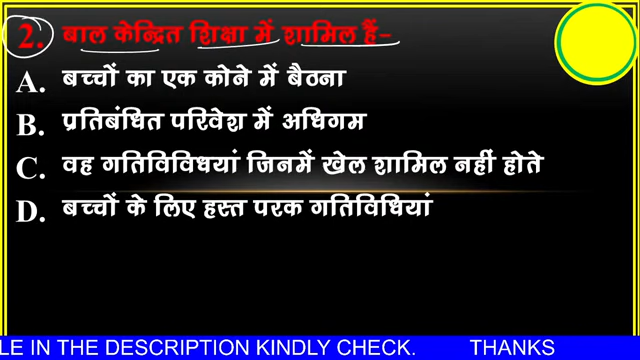 2. बाल केन्द्रित शिक्षा में शामिल हैं-
A. बच्चों का एक कोने में बैठना
B. प्रतिबंधित परिवेश में अधिगम
C. वह गतिविविधयां जिनमें खेल शामिल नहीं होते
D. बच्चों के लिए हस्त परक गतिविधियां
LE IN THE DESCRIPTION KINDLY CHECK. THANKS